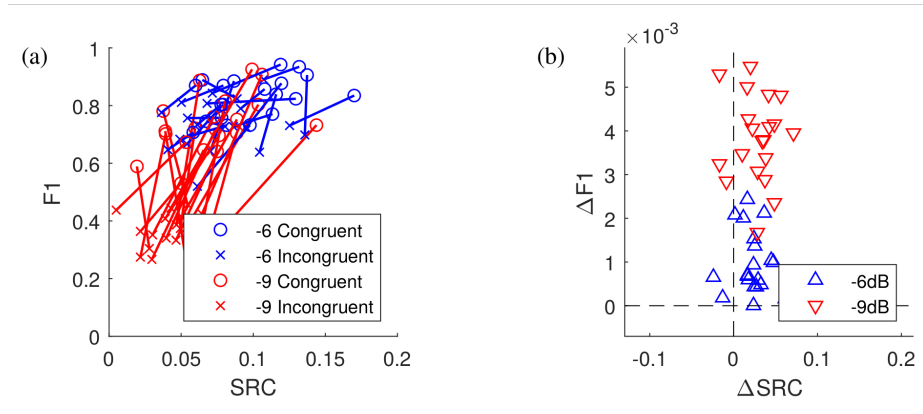 (a)
(b)
×10⁻³
1
0.8
0.6
0.4
0.2
0
F1
0
0.05
0.1
0.15
0.2
SRC
-6 Congruent
-6 Incongruent
-9 Congruent
-9 Incongruent
5
4
3
2
1
0
ΔF1
-0.1
0
0.1
0.2
ΔSRC
-6dB
-9dB